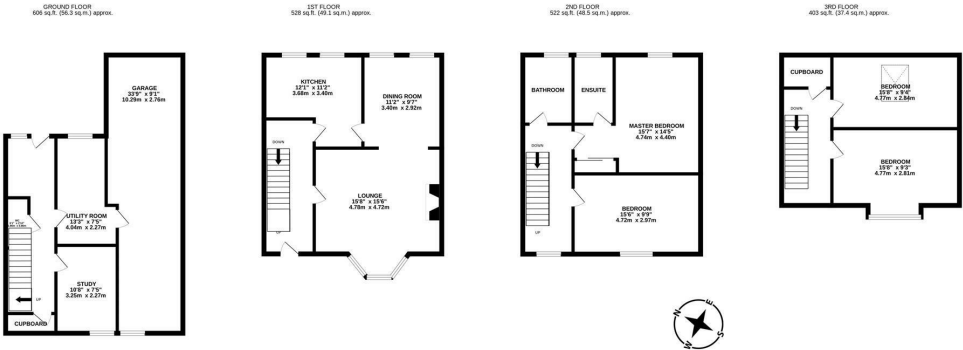 GROUND FLOOR
606 sq.ft. (56.3 sq.m.) approx.
GARAGE
33'9" x 9'1"
10.29m x 2.76m
UTILITY ROOM
13'3" x 7'5"
4.04m x 2.27m
STUDY
10'8" x 7'5"
3.25m x 2.27m
UP
CUPBOARD
1ST FLOOR
528 sq.ft. (49.1 sq.m.) approx.
KITCHEN
12'1" x 11'2"
3.68m x 3.40m
DINING ROOM
11'2" x 9'7"
3.40m x 2.92m
DOWN
LOUNGE
15'8" x 15'6"
4.78m x 4.72m
UP
2ND FLOOR
522 sq.ft. (48.5 sq.m.) approx.
BATHROOM
ENSUITE
MASTER BEDROOM
15'7" x 14'5"
4.74m x 4.40m
DOWN
BEDROOM
15'6" x 9'9"
4.72m x 2.97m
UP
3RD FLOOR
403 sq.ft. (37.4 sq.m.) approx.
CUPBOARD
BEDROOM
15'8" x 9'4"
4.77m x 2.84m
DOWN
BEDROOM
15'8" x 9'3"
4.77m x 2.81m
N
E
S
W